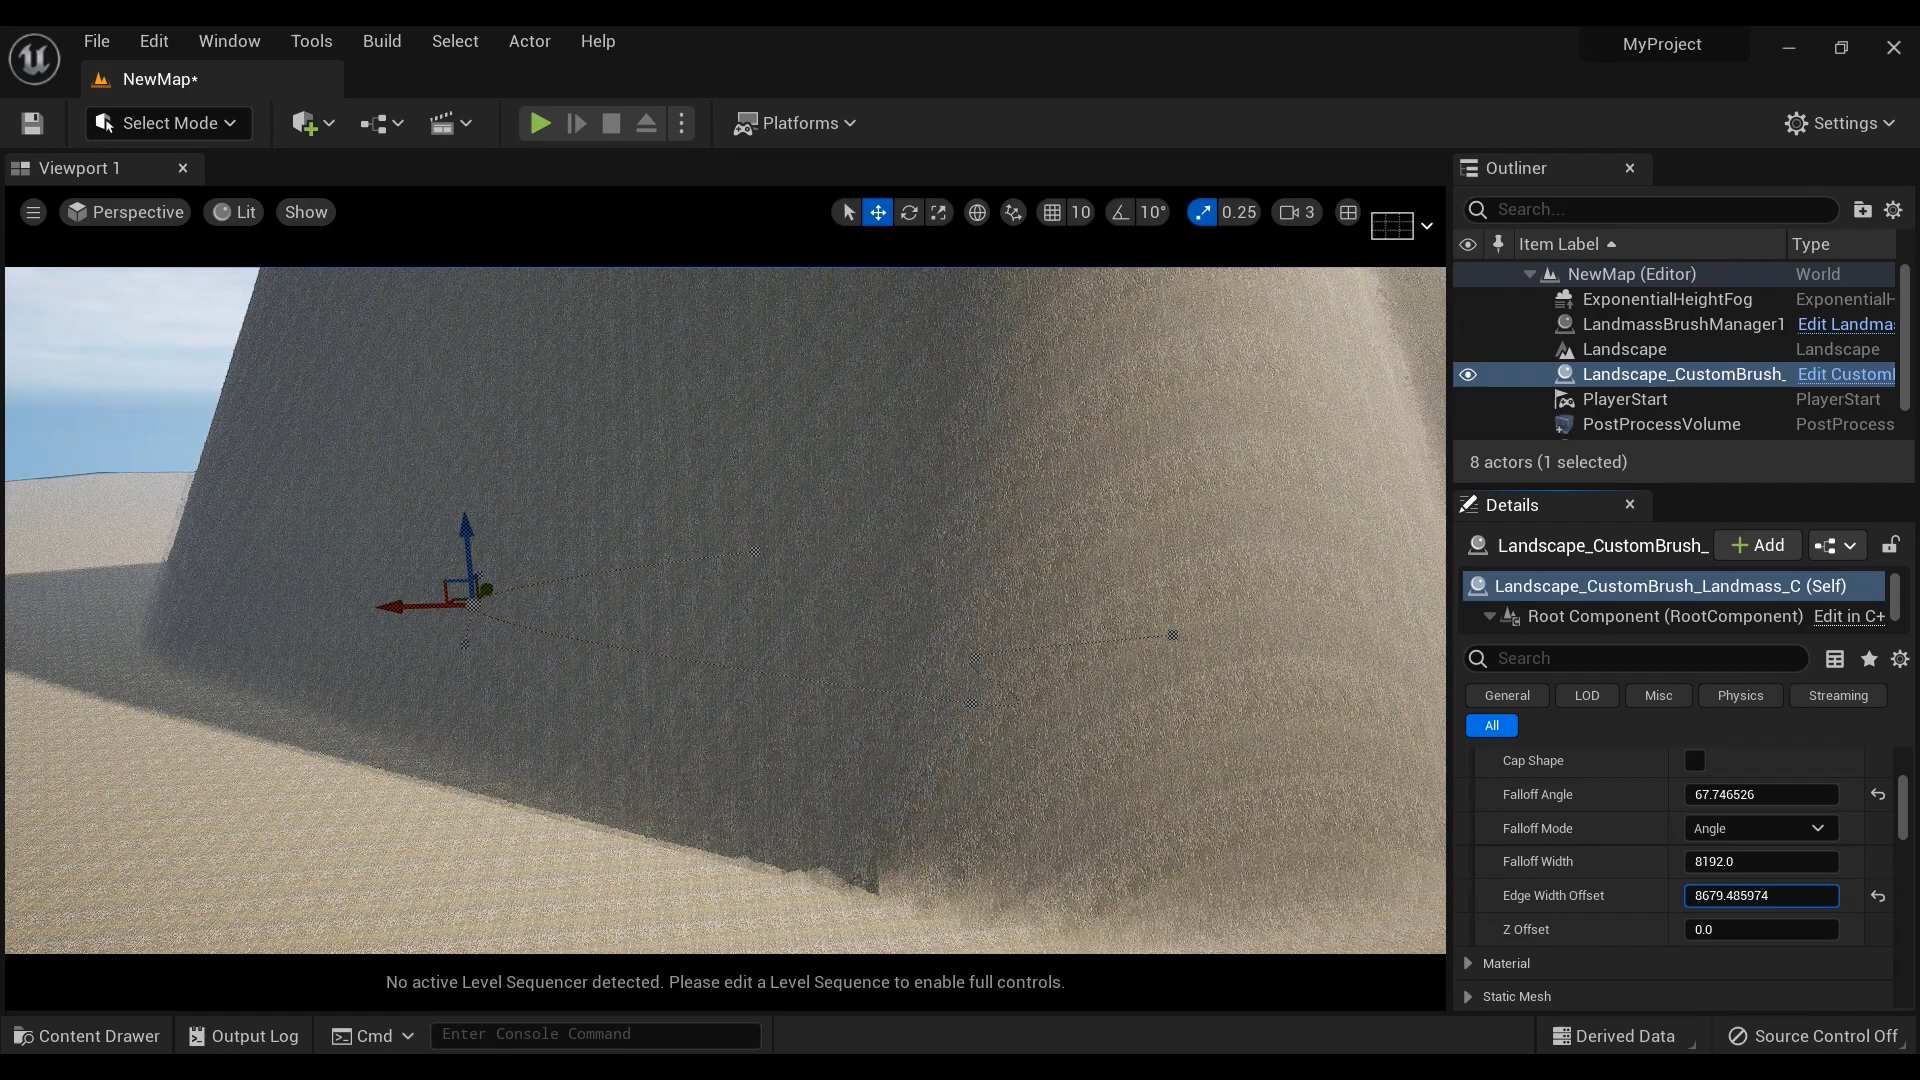 File Edit Window Tools Build Select Actor Help
MyProject
NewMap*
Select Mode
Platforms
Settings
Viewport 1
Perspective Lit Show
10 10° 0.25 3
No active Level Sequencer detected. Please edit a Level Sequence to enable full controls.
Outliner
Search...
Item Label Type
NewMap (Editor) World
ExponentialHeightFog ExponentialH
LandmassBrushManager1 Edit Landma
Landscape Landscape
Landscape_CustomBrush_ Edit Custom
PlayerStart PlayerStart
PostProcessVolume PostProcess
8 actors (1 selected)
Details
Landscape_CustomBrush_ Add
Landscape_CustomBrush_Landmass_C (Self)
Root Component (RootComponent) Edit in C+
Search
General LOD Misc Physics Streaming
All
Cap Shape
Falloff Angle 67.746526
Falloff Mode Angle
Falloff Width 8192.0
Edge Width Offset 8679.485974
Z Offset 0.0
Material
Static Mesh
Content Drawer Output Log Cmd Enter Console Command Derived Data Source Control Off